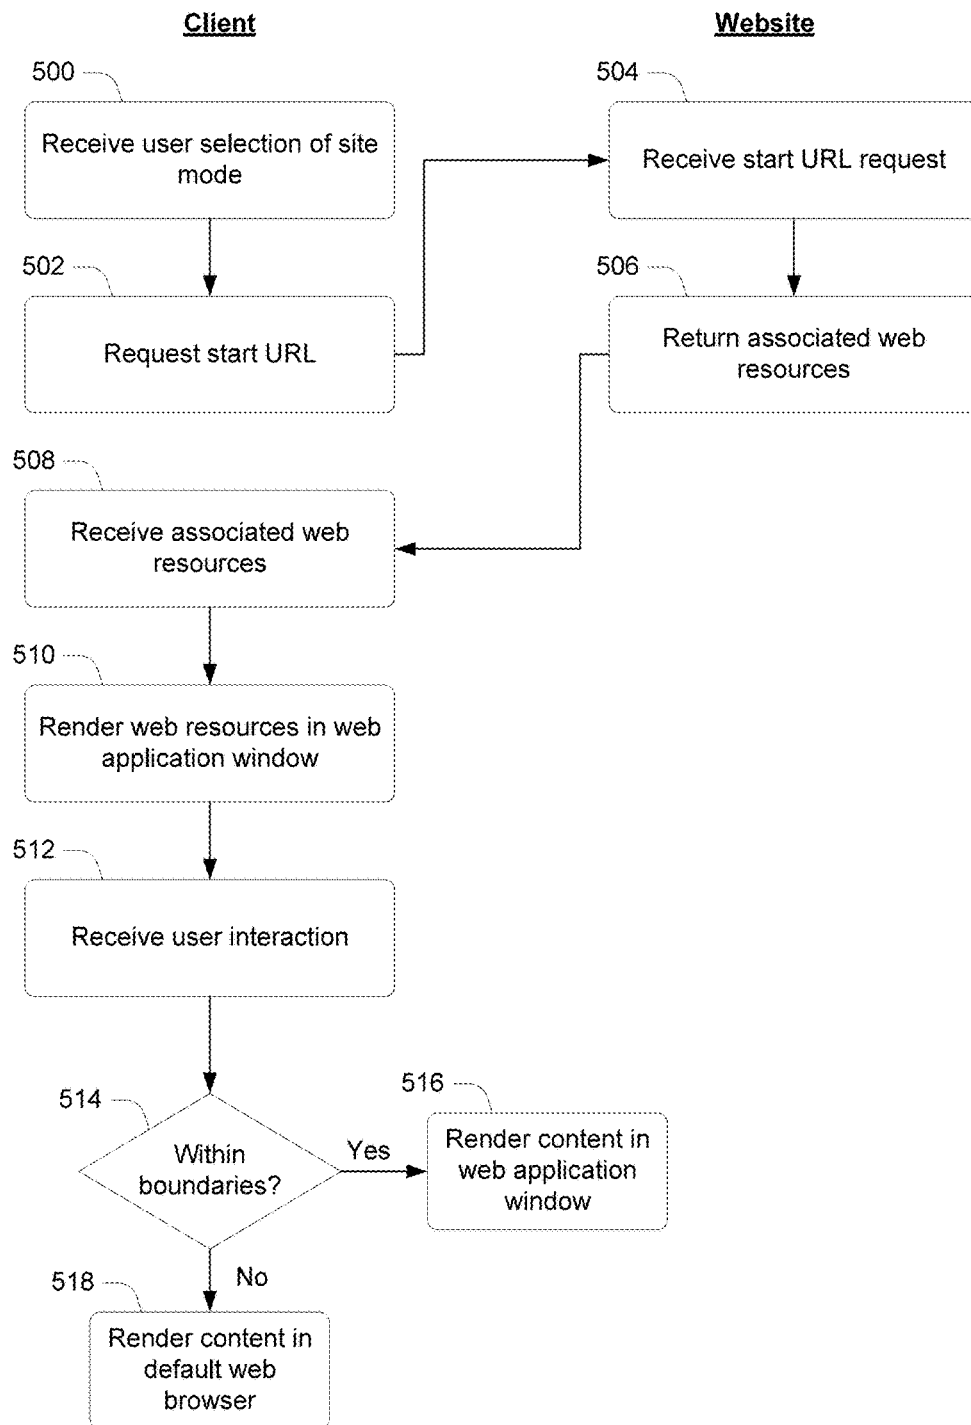 Client
Website
500
Receive user selection of site
mode
504
Receive start URL request
502
Request start URL
506
Return associated web
resources
508
Receive associated web
resources
510
Render web resources in web
application window
512
Receive user interaction
514
Within
boundaries?
Yes
516
Render content in
web application
window
No
518
Render content in
default web
browser